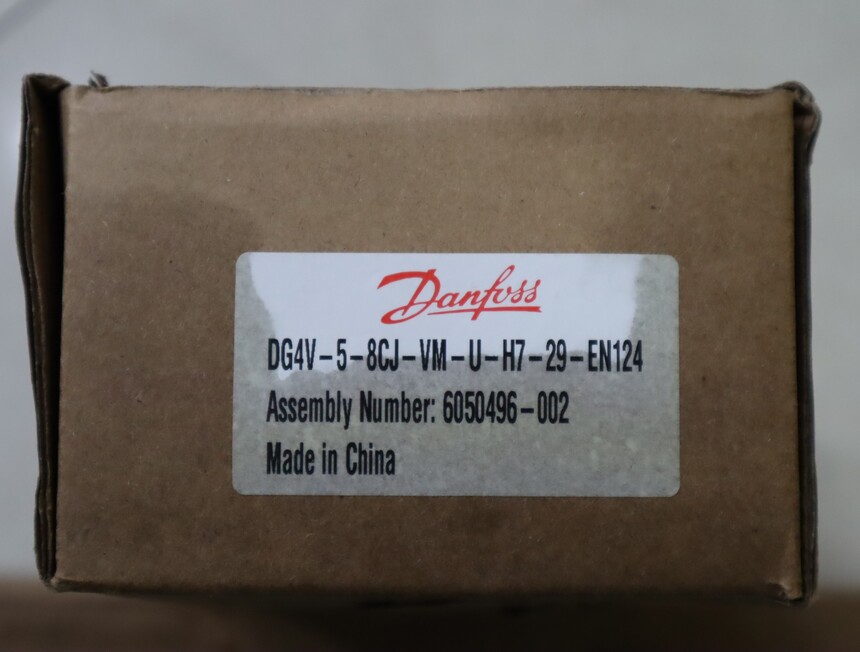 Danfoss
DG4V-5-8CJ-VM-U-H7-29-EN124
Assembly Number: 6050496-002
Made in China